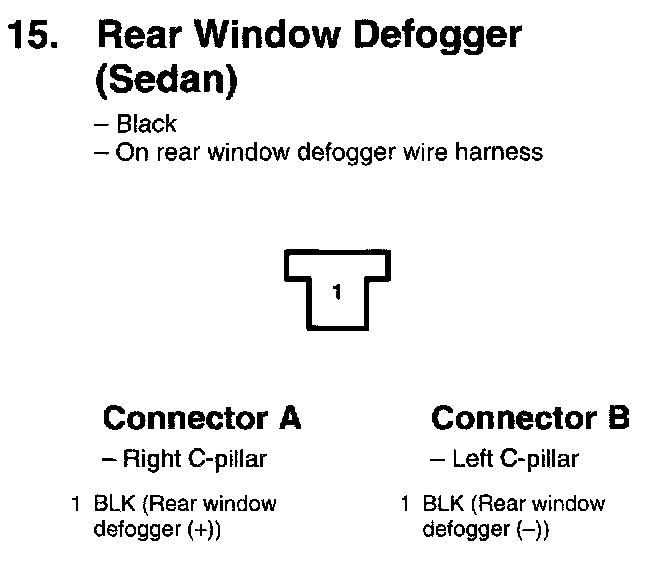 15. Rear Window Defogger
(Sedan)
– Black
– On rear window defogger wire harness
1
Connector A
– Right C-pillar
1 BLK (Rear window
defogger (+))
Connector B
– Left C-pillar
1 BLK (Rear window
defogger (–))